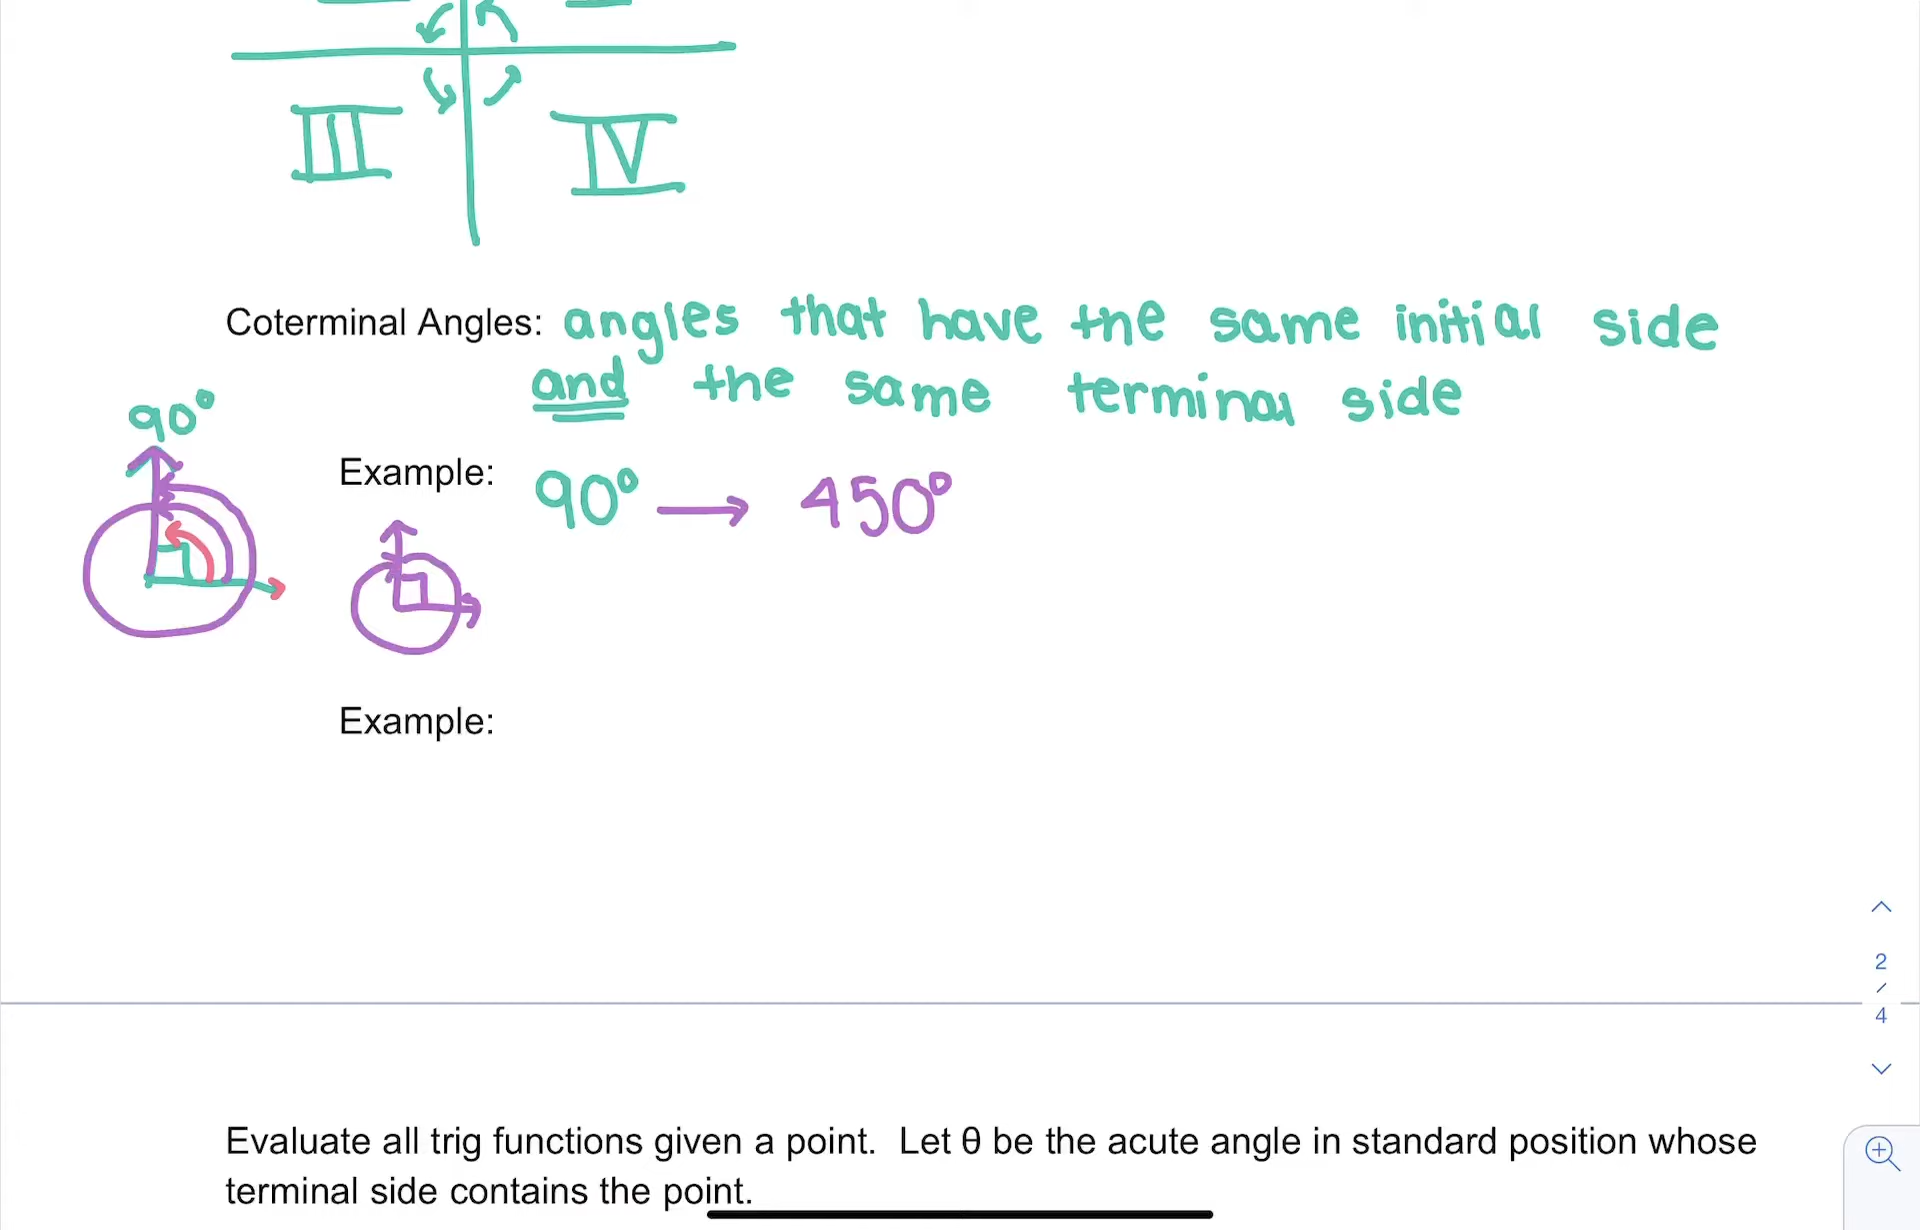 III IV
Coterminal Angles: angles that have the same initial side
and the same terminal side
90°
Example: 90° → 450°
Example:
2
/
4
Evaluate all trig functions given a point. Let θ be the acute angle in standard position whose
terminal side contains the point.